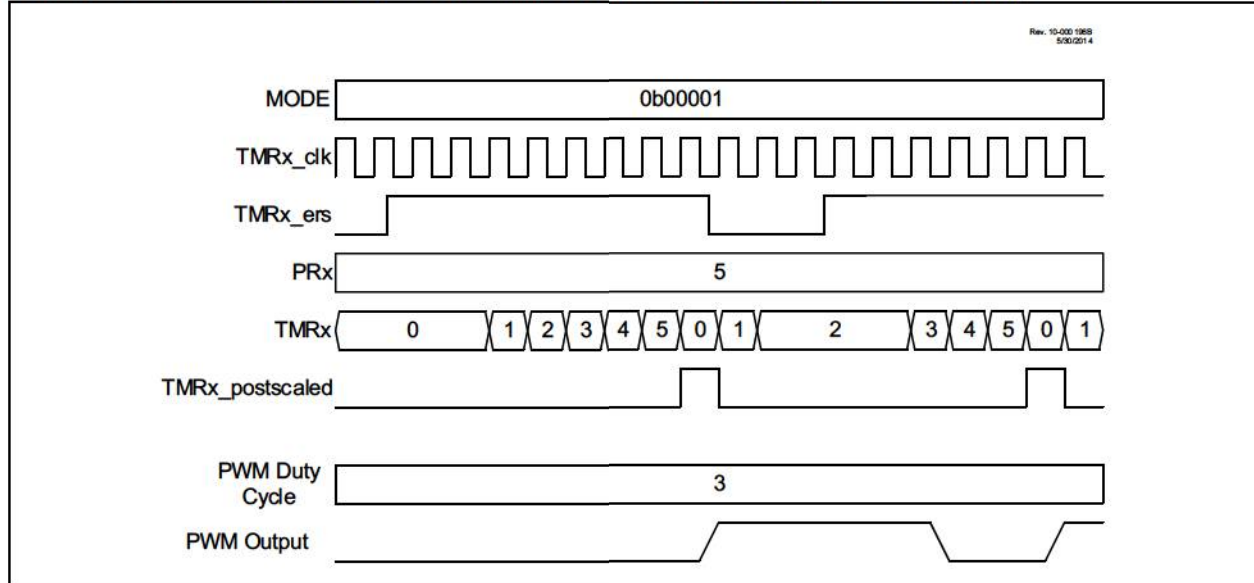 Rev. 10-000 198B
5/30/2014
MODE 0b00001
TMRx_clk
TMRx_ers
PRx 5
TMRx 0 1 2 3 4 5 0 1 2 3 4 5 0 1
TMRx_postscaled
PWM Duty
Cycle 3
PWM Output